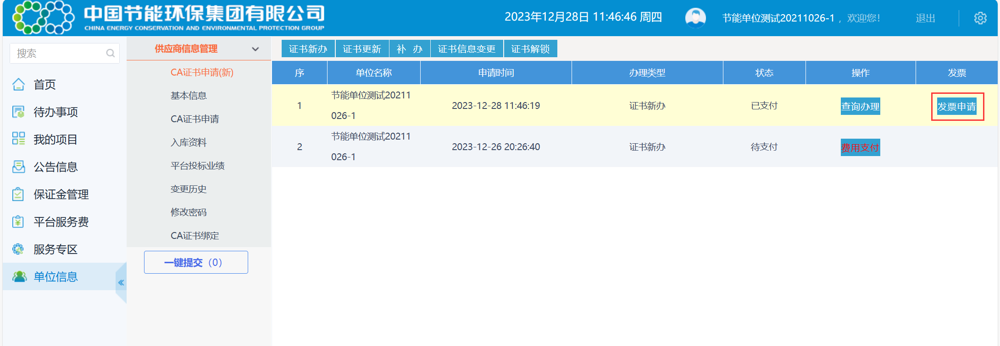 中国节能环保集团有限公司
CHINA ENERGY CONSERVATION AND ENVIRONMENTAL PROTECTION GROUP
2023年12月28日 11:46:46 周四
节能单位测试20211026-1 ，欢迎您!
退出
搜索
首页
待办事项
我的项目
公告信息
保证金管理
平台服务费
服务专区
单位信息
供应商信息管理
CA证书申请(新)
基本信息
CA证书申请
入库资料
平台投标业绩
变更历史
修改密码
CA证书绑定
一键提交（0）
证书新办 证书更新 补 办 证书信息变更 证书解锁
序 单位名称 申请时间 办理类型 状态 操作 发票
1 节能单位测试20211 2023-12-28 11:46:19 证书新办 已支付 查询办理 发票申请
026-1
2 节能单位测试20211 2023-12-26 20:26:40 证书新办 待支付 费用支付
026-1